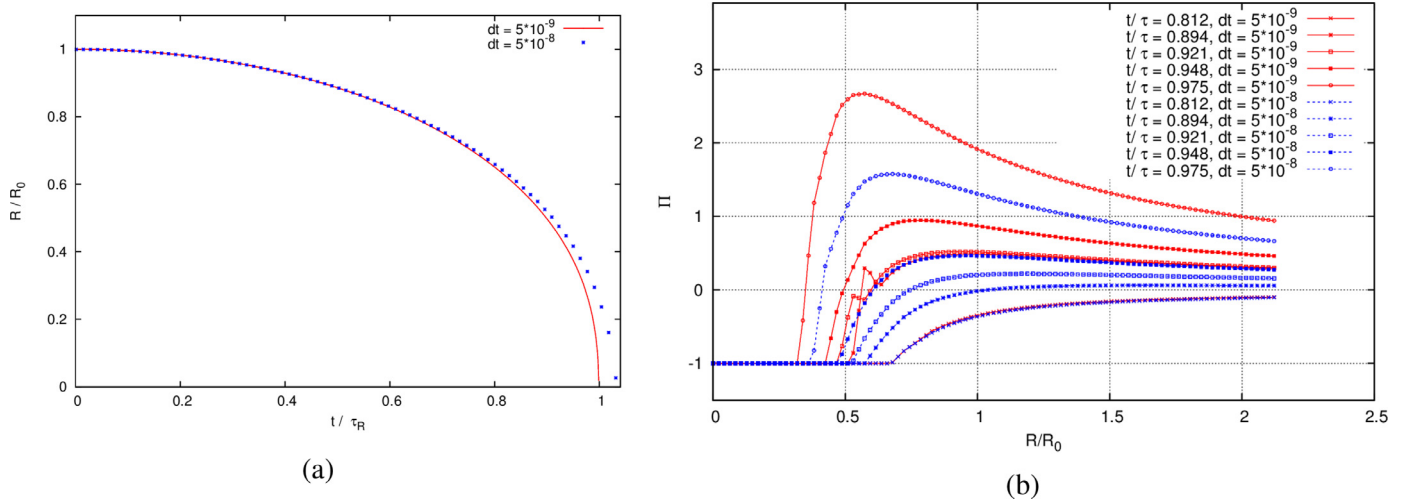 dt = 5*10^-9
dt = 5*10^-8
1
0.8
0.6
0.4
0.2
0
R / R_0
0 0.2 0.4 0.6 0.8 1
t / τ_R
(a)
t/ τ = 0.812, dt = 5*10^-9
t/ τ = 0.894, dt = 5*10^-9
t/ τ = 0.921, dt = 5*10^-9
t/ τ = 0.948, dt = 5*10^-9
t/ τ = 0.975, dt = 5*10^-9
t/ τ = 0.812, dt = 5*10^-8
t/ τ = 0.894, dt = 5*10^-8
t/ τ = 0.921, dt = 5*10^-8
t/ τ = 0.948, dt = 5*10^-8
t/ τ = 0.975, dt = 5*10^-8
3
2
1
0
-1
Π
0 0.5 1 1.5 2 2.5
R/R_0
(b)